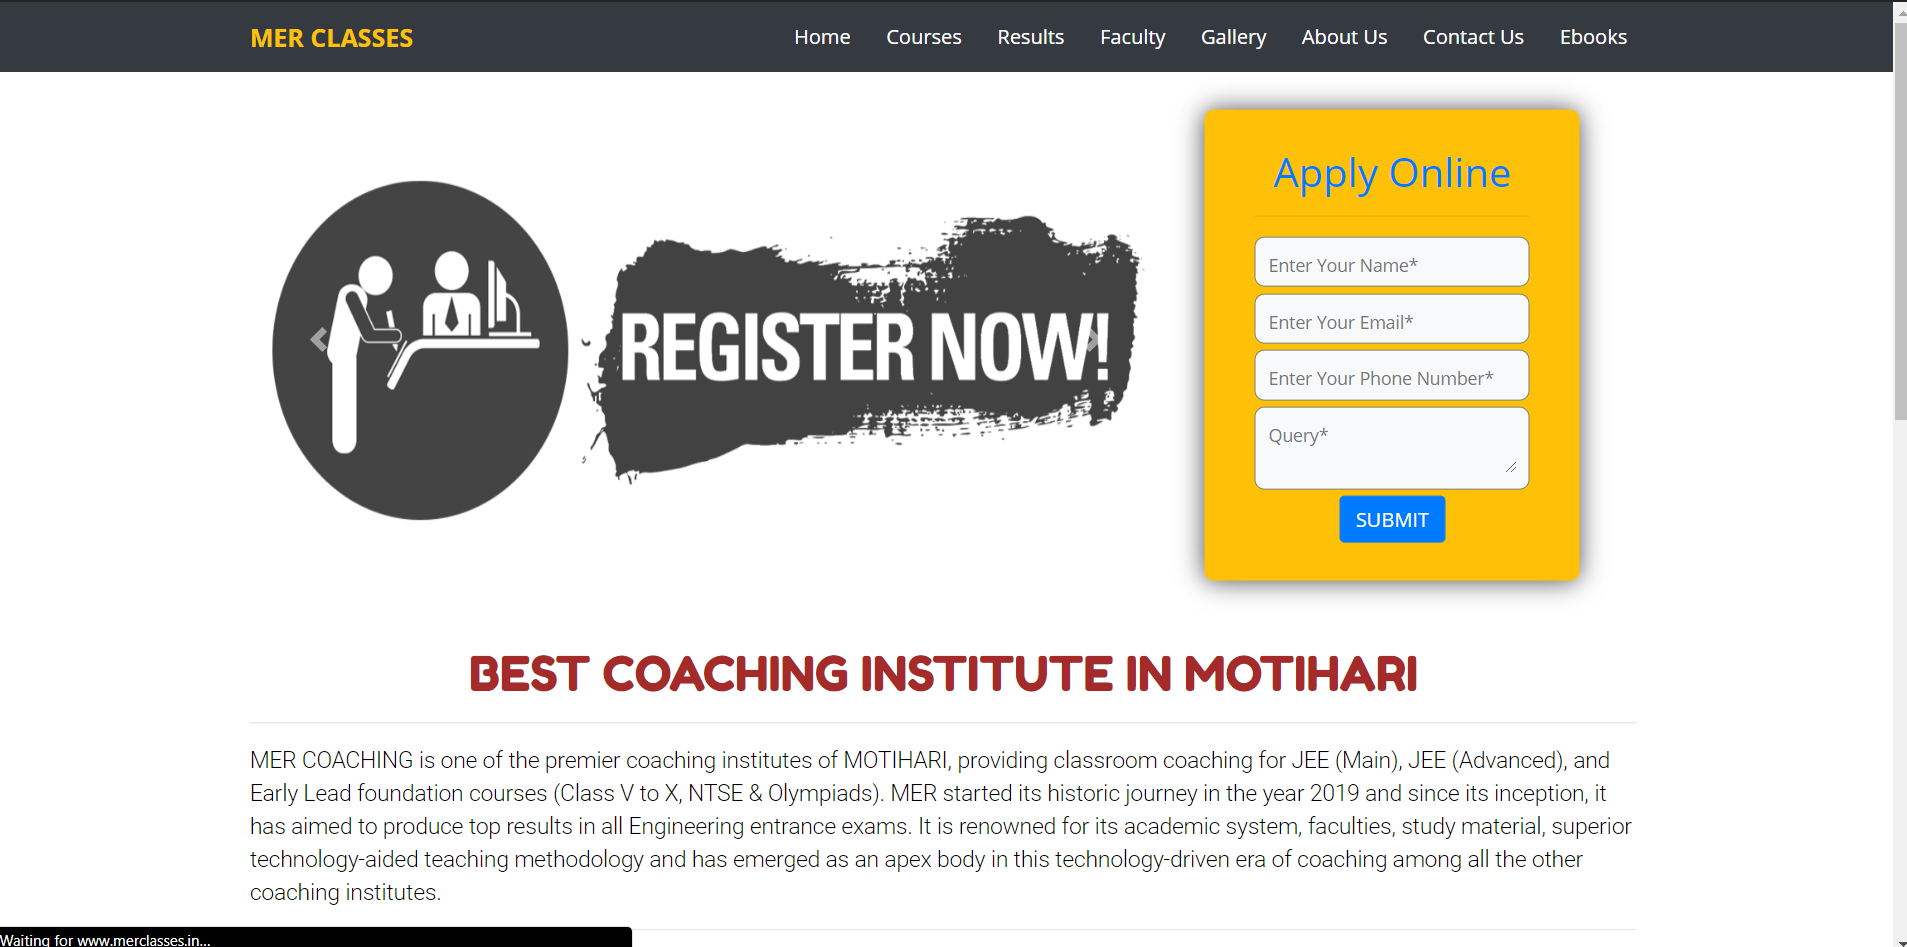 MER CLASSES
Home Courses Results Faculty Gallery About Us Contact Us Ebooks
REGISTER NOW!
Apply Online
Enter Your Name*
Enter Your Email*
Enter Your Phone Number*
Query*
SUBMIT
BEST COACHING INSTITUTE IN MOTIHARI
MER COACHING is one of the premier coaching institutes of MOTIHARI, providing classroom coaching for JEE (Main), JEE (Advanced), and
Early Lead foundation courses (Class V to X, NTSE & Olympiads). MER started its historic journey in the year 2019 and since its inception, it
has aimed to produce top results in all Engineering entrance exams. It is renowned for its academic system, faculties, study material, superior
technology-aided teaching methodology and has emerged as an apex body in this technology-driven era of coaching among all the other
coaching institutes.
Waiting for www.merclasses.in...